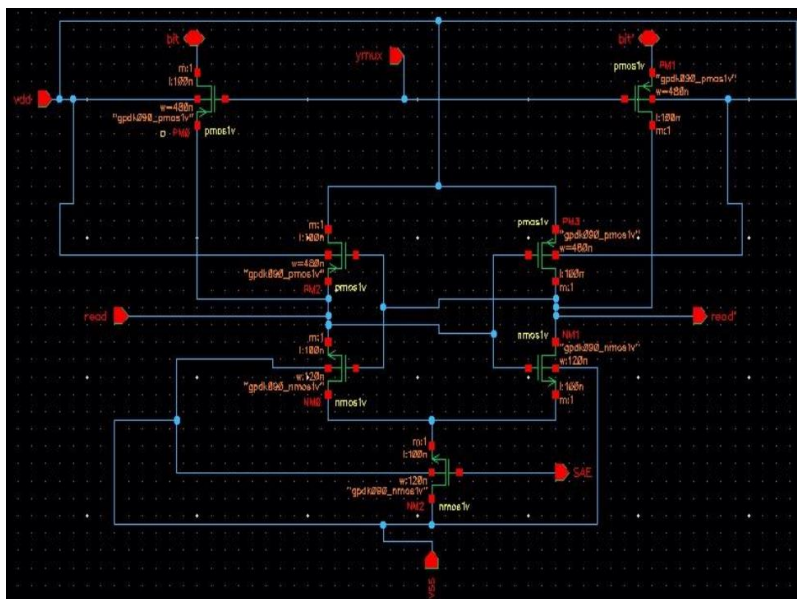 bit
ymux
bit'
vdd
m:1
l:100n
w=480n
"gpdk090_pmos1v"
PM0
pmos1v
pmos1v
PM1
"gpdk090_pmos1v"
w=480n
l:100n
m:1
m:1
l:100n
w=480n
"gpdk090_pmos1v"
PM2
pmos1v
pmos1v
PM3
"gpdk090_pmos1v"
w=480n
l:100n
m:1
read
read'
m:1
l:100n
w:120n
"gpdk090_nmos1v"
NM0
nmos1v
nmos1v
NM1
"gpdk090_nmos1v"
w:120n
l:100n
m:1
m:1
l:100n
w:120n
"gpdk090_nmos1v"
NM2
nmos1v
SAE
vss